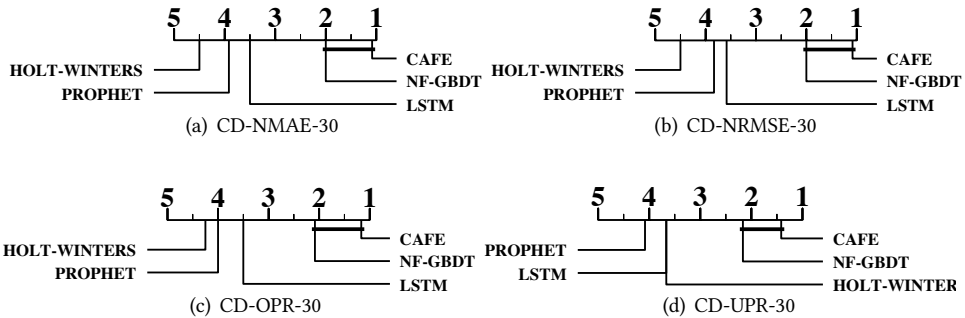 5 4 3 2 1
CAFE
HOLT-WINTERS
NF-GBDT
PROPHET
LSTM
(a) CD-NMAE-30
5 4 3 2 1
CAFE
HOLT-WINTERS
NF-GBDT
PROPHET
LSTM
(b) CD-NRMSE-30
5 4 3 2 1
CAFE
HOLT-WINTERS
NF-GBDT
PROPHET
LSTM
(c) CD-OPR-30
5 4 3 2 1
CAFE
PROPHET
NF-GBDT
LSTM
HOLT-WINTER
(d) CD-UPR-30